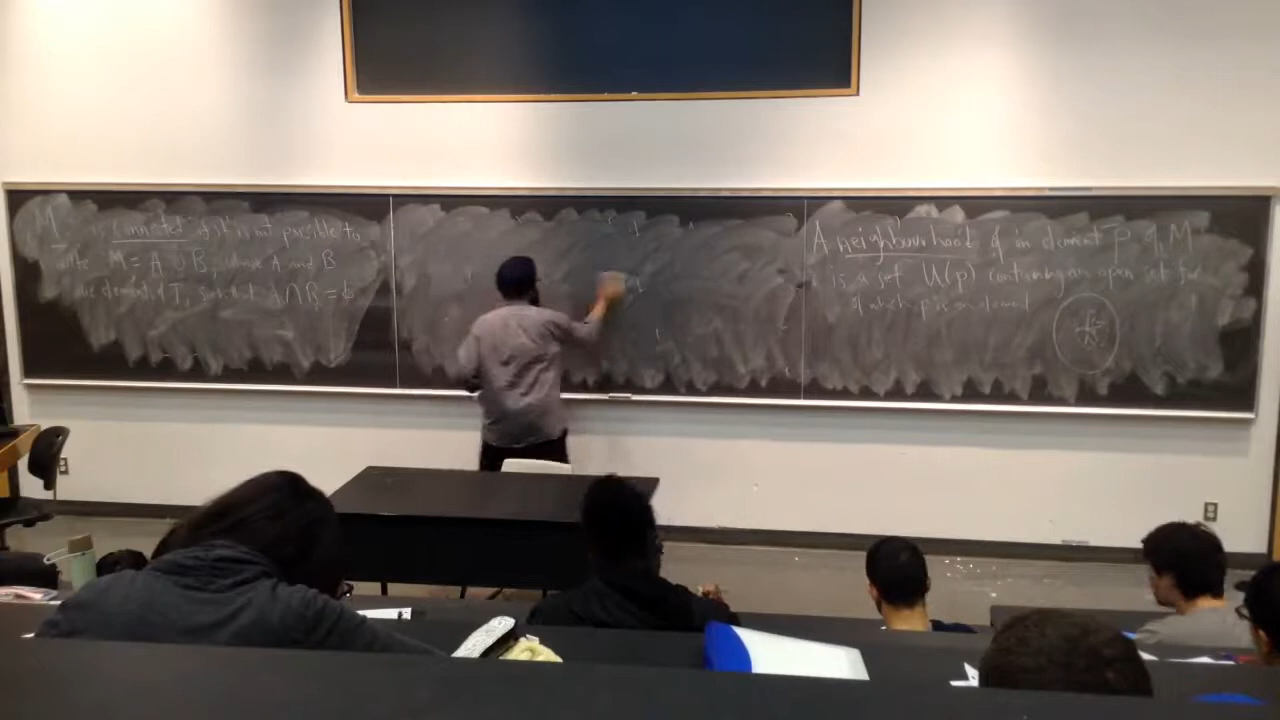 M is connected if it is not possible to
write M = A ∪ B, where A and B
are elements of T, such that A ∩ B = ϕ
A neighbourhood of an element p of M
is a set U(p) containing an open set for
of which p is an element